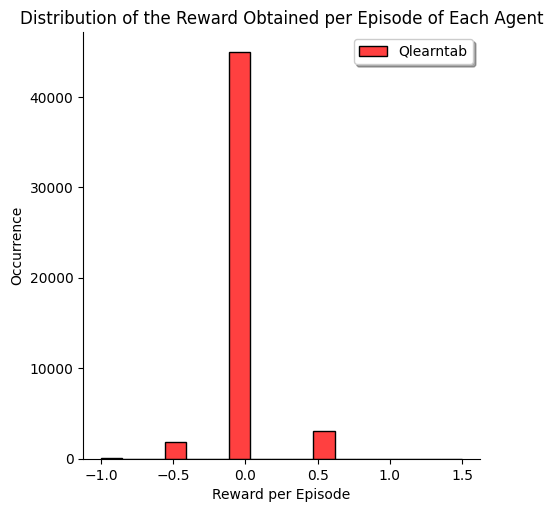 Distribution of the Reward Obtained per Episode of Each Agent
Qlearntab
40000
30000
20000
10000
0
Occurrence
−1.0 −0.5 0.0 0.5 1.0 1.5
Reward per Episode